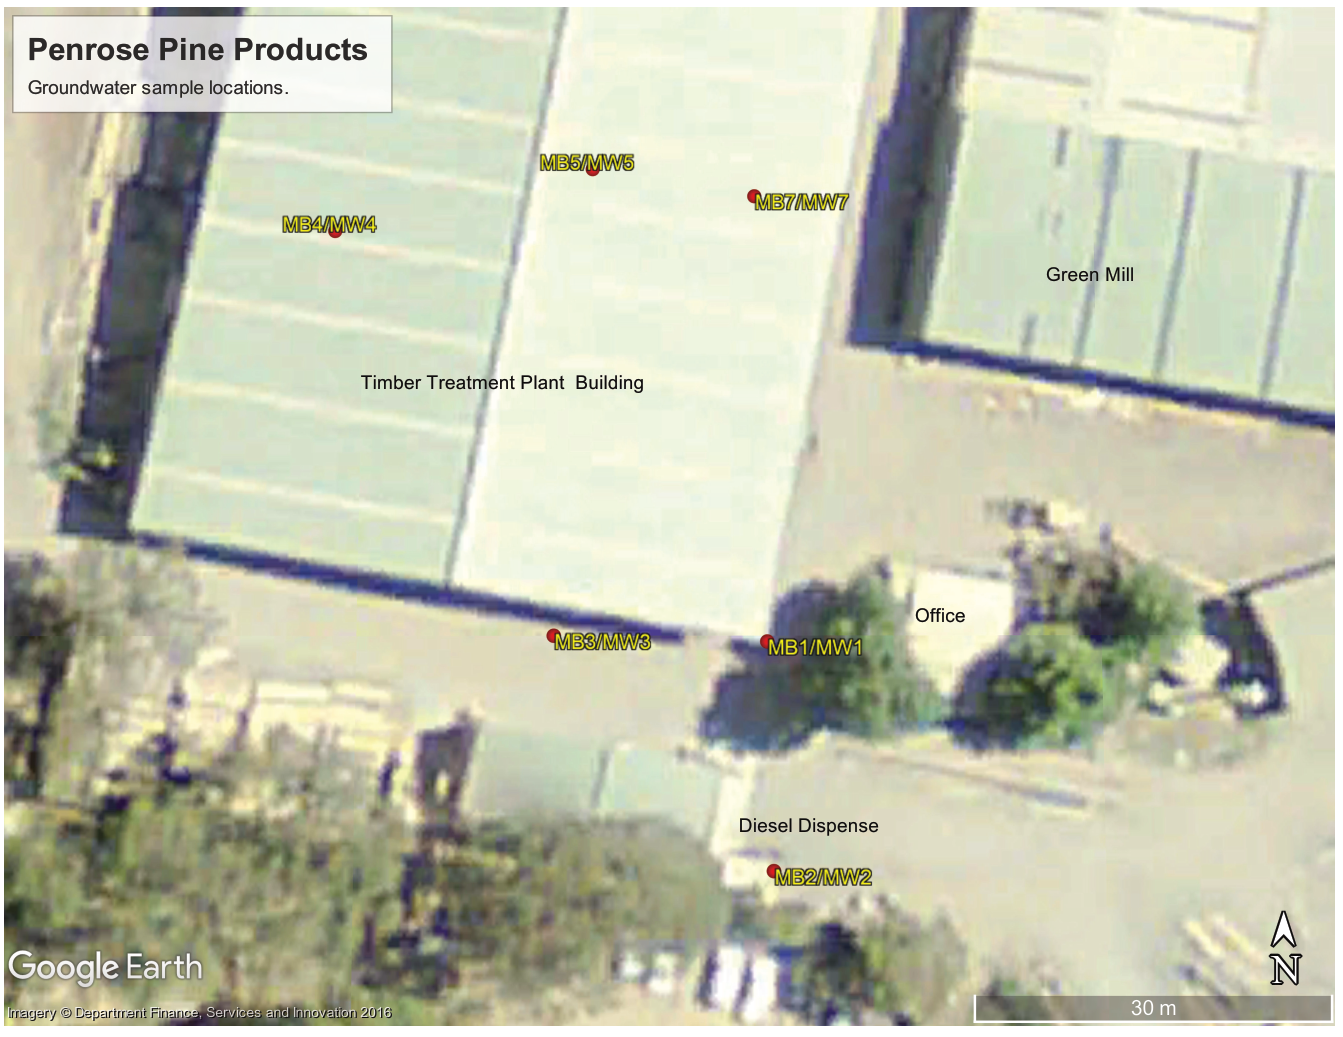 Penrose Pine Products
Groundwater sample locations.
MB5/MW5
MB7/MW7
MB4/MW4
Green Mill
Timber Treatment Plant  Building
Office
MB3/MW3
MB1/MW1
Diesel Dispense
MB2/MW2
N
Google Earth
30 m
Imagery © Department Finance, Services and Innovation 2016